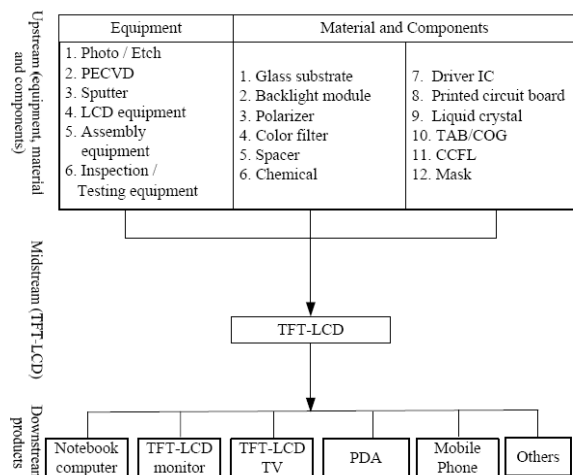 Upstream (equipment, material
and components)
Equipment
1. Photo / Etch
2. PECVD
3. Sputter
4. LCD equipment
5. Assembly
equipment
6. Inspection /
Testing equipment
Material and Components
1. Glass substrate
2. Backlight module
3. Polarizer
4. Color filter
5. Spacer
6. Chemical
7. Driver IC
8. Printed circuit board
9. Liquid crystal
10. TAB/COG
11. CCFL
12. Mask
Midstream (TFT-LCD)
TFT-LCD
Downstream
products
Notebook
computer
TFT-LCD
monitor
TFT-LCD
TV
PDA
Mobile
Phone
Others